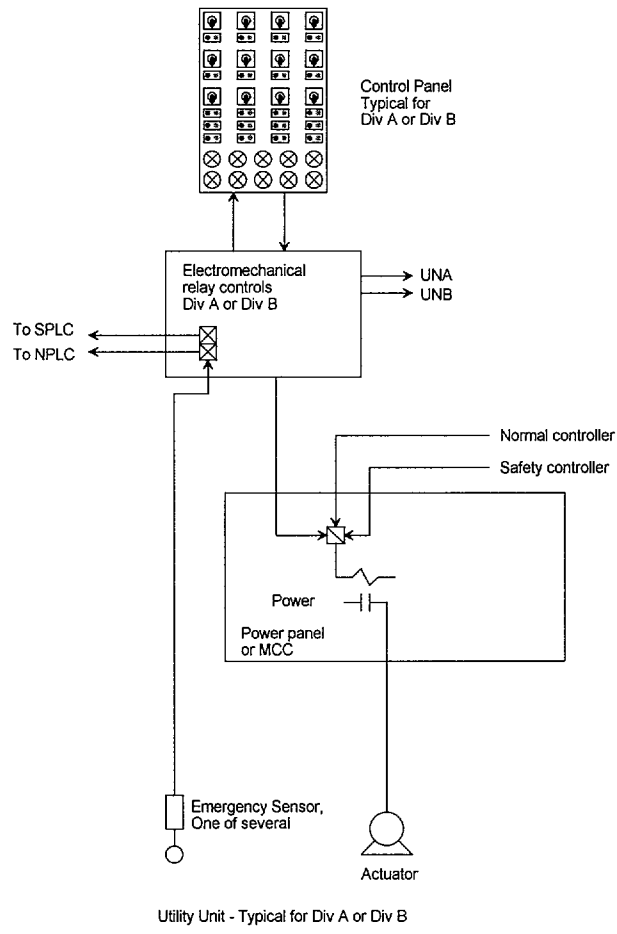 Control Panel
Typical for
Div A or Div B
Electromechanical
relay controls
Div A or Div B
UNA
UNB
To SPLC
To NPLC
Normal controller
Safety controller
Power
Power panel
or MCC
Emergency Sensor,
One of several
Actuator
Utility Unit - Typical for Div A or Div B